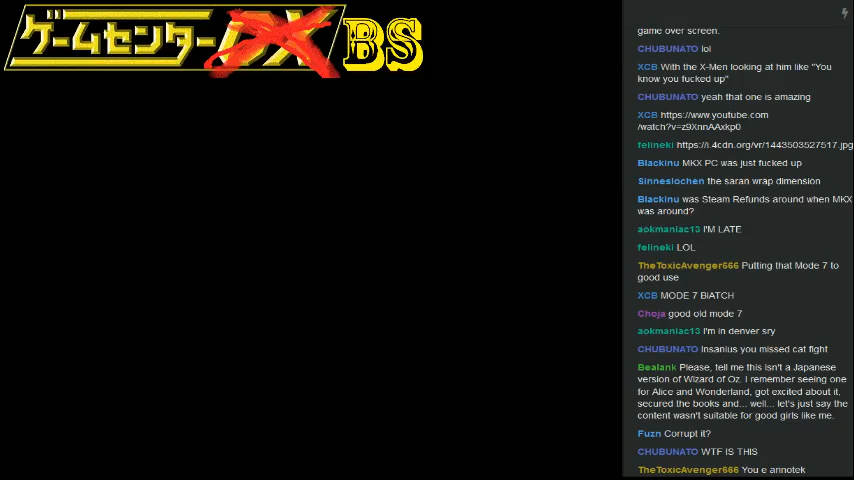 ゲームセンターDX BS
game over screen.
CHUBUNATO lol
XCB With the X-Men looking at him like "You
know you fucked up"
CHUBUNATO yeah that one is amazing
XCB https://www.youtube.com
/watch?v=z9XnnAAxkp0
felineki https://i.4cdn.org/vr/1443503527517.jpg
Blackinu MKX PC was just fucked up
Sinneslochen the saran wrap dimension
Blackinu was Steam Refunds around when MKX
was around?
aokmaniac13 I'M LATE
felineki LOL
TheToxicAvenger666 Putting that Mode 7 to
good use
XCB MODE 7 BIATCH
Choja good old mode 7
aokmaniac13 I'm in denver sry
CHUBUNATO Insanius you missed cat fight
Bealank Please, tell me this isn't a Japanese
version of Wizard of Oz. I remember seeing one
for Alice and Wonderland, got excited about it,
secured the books and... well... let's just say the
content wasn't suitable for good girls like me.
Fuzn Corrupt it?
CHUBUNATO WTF IS THIS
TheToxicAvenger666 You e arinotek